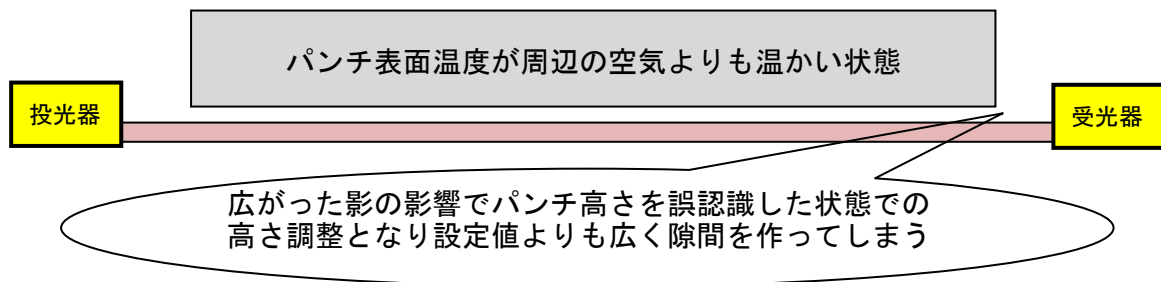 パンチ表面温度が周辺の空気よりも温かい状態
投光器
受光器
広がった影の影響でパンチ高さを誤認識した状態での
高さ調整となり設定値よりも広く隙間を作ってしまう